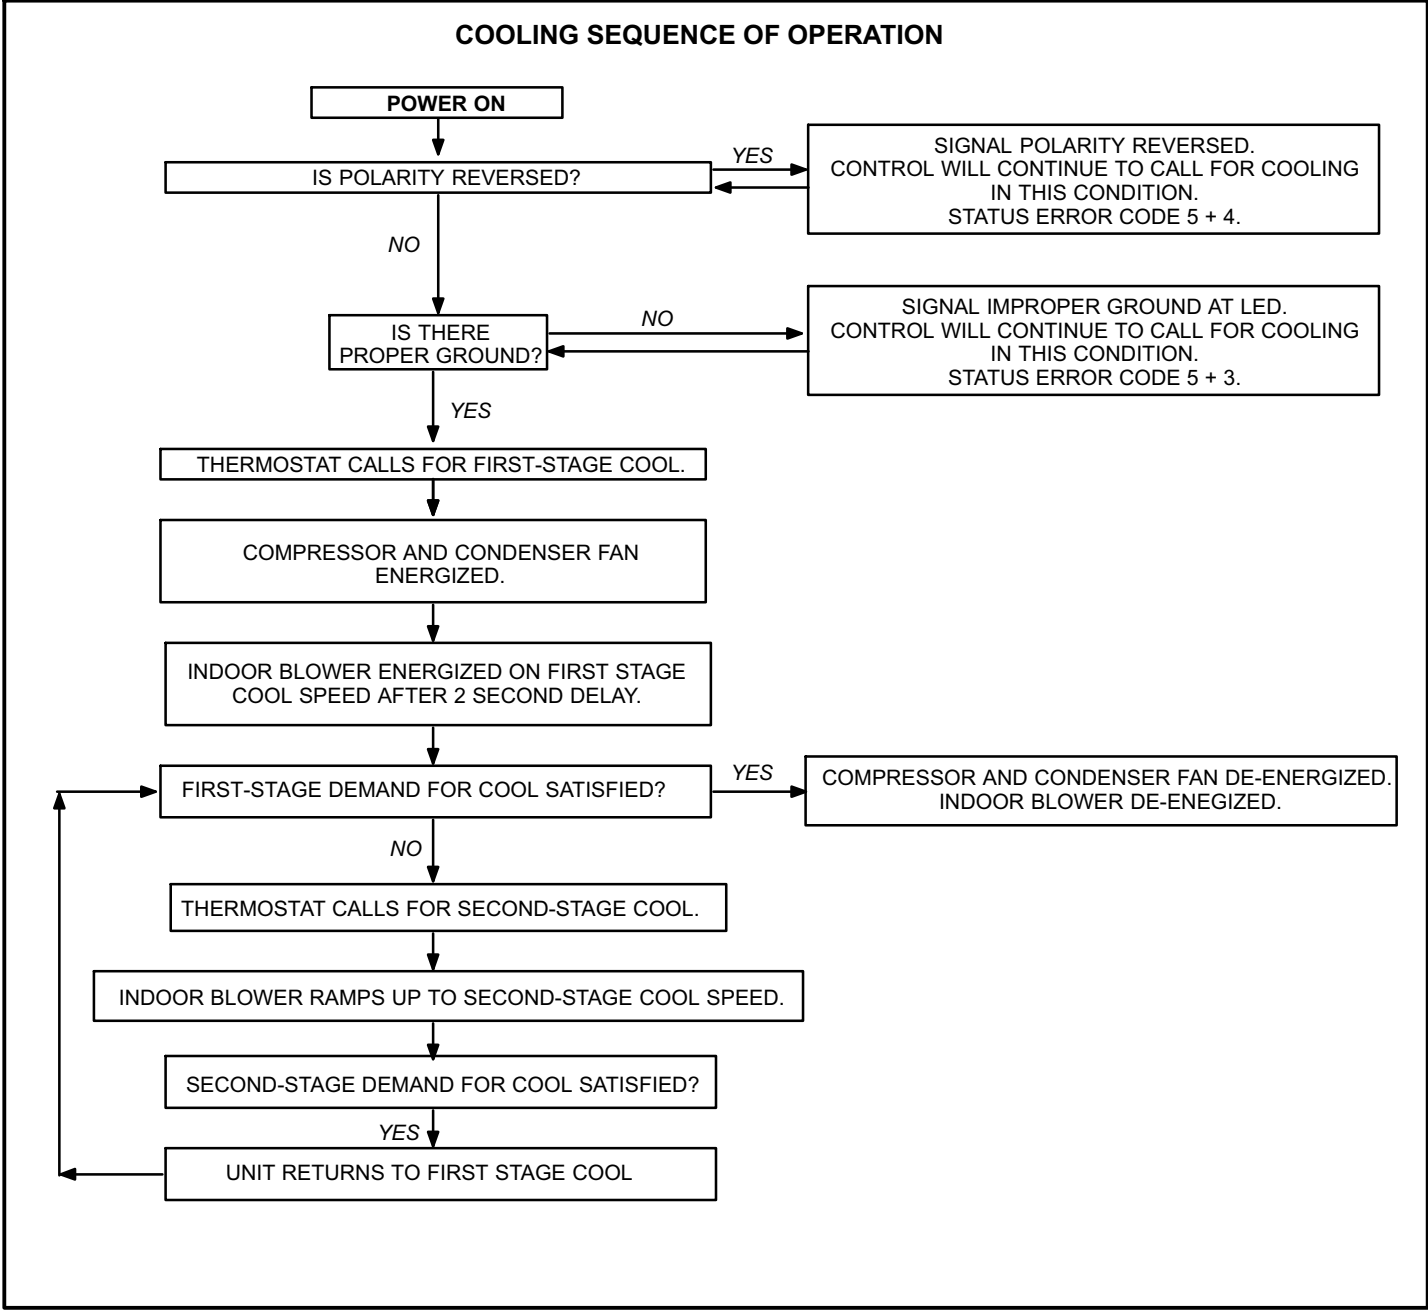 COOLING SEQUENCE OF OPERATION
POWER ON
IS POLARITY REVERSED?
YES
SIGNAL POLARITY REVERSED.
CONTROL WILL CONTINUE TO CALL FOR COOLING
IN THIS CONDITION.
STATUS ERROR CODE 5 + 4.
NO
IS THERE
PROPER GROUND?
NO
SIGNAL IMPROPER GROUND AT LED.
CONTROL WILL CONTINUE TO CALL FOR COOLING
IN THIS CONDITION.
STATUS ERROR CODE 5 + 3.
YES
THERMOSTAT CALLS FOR FIRST-STAGE COOL.
COMPRESSOR AND CONDENSER FAN
ENERGIZED.
INDOOR BLOWER ENERGIZED ON FIRST STAGE
COOL SPEED AFTER 2 SECOND DELAY.
FIRST-STAGE DEMAND FOR COOL SATISFIED?
YES
COMPRESSOR AND CONDENSER FAN DE-ENERGIZED.
INDOOR BLOWER DE-ENEGIZED.
NO
THERMOSTAT CALLS FOR SECOND-STAGE COOL.
INDOOR BLOWER RAMPS UP TO SECOND-STAGE COOL SPEED.
SECOND-STAGE DEMAND FOR COOL SATISFIED?
YES
UNIT RETURNS TO FIRST STAGE COOL